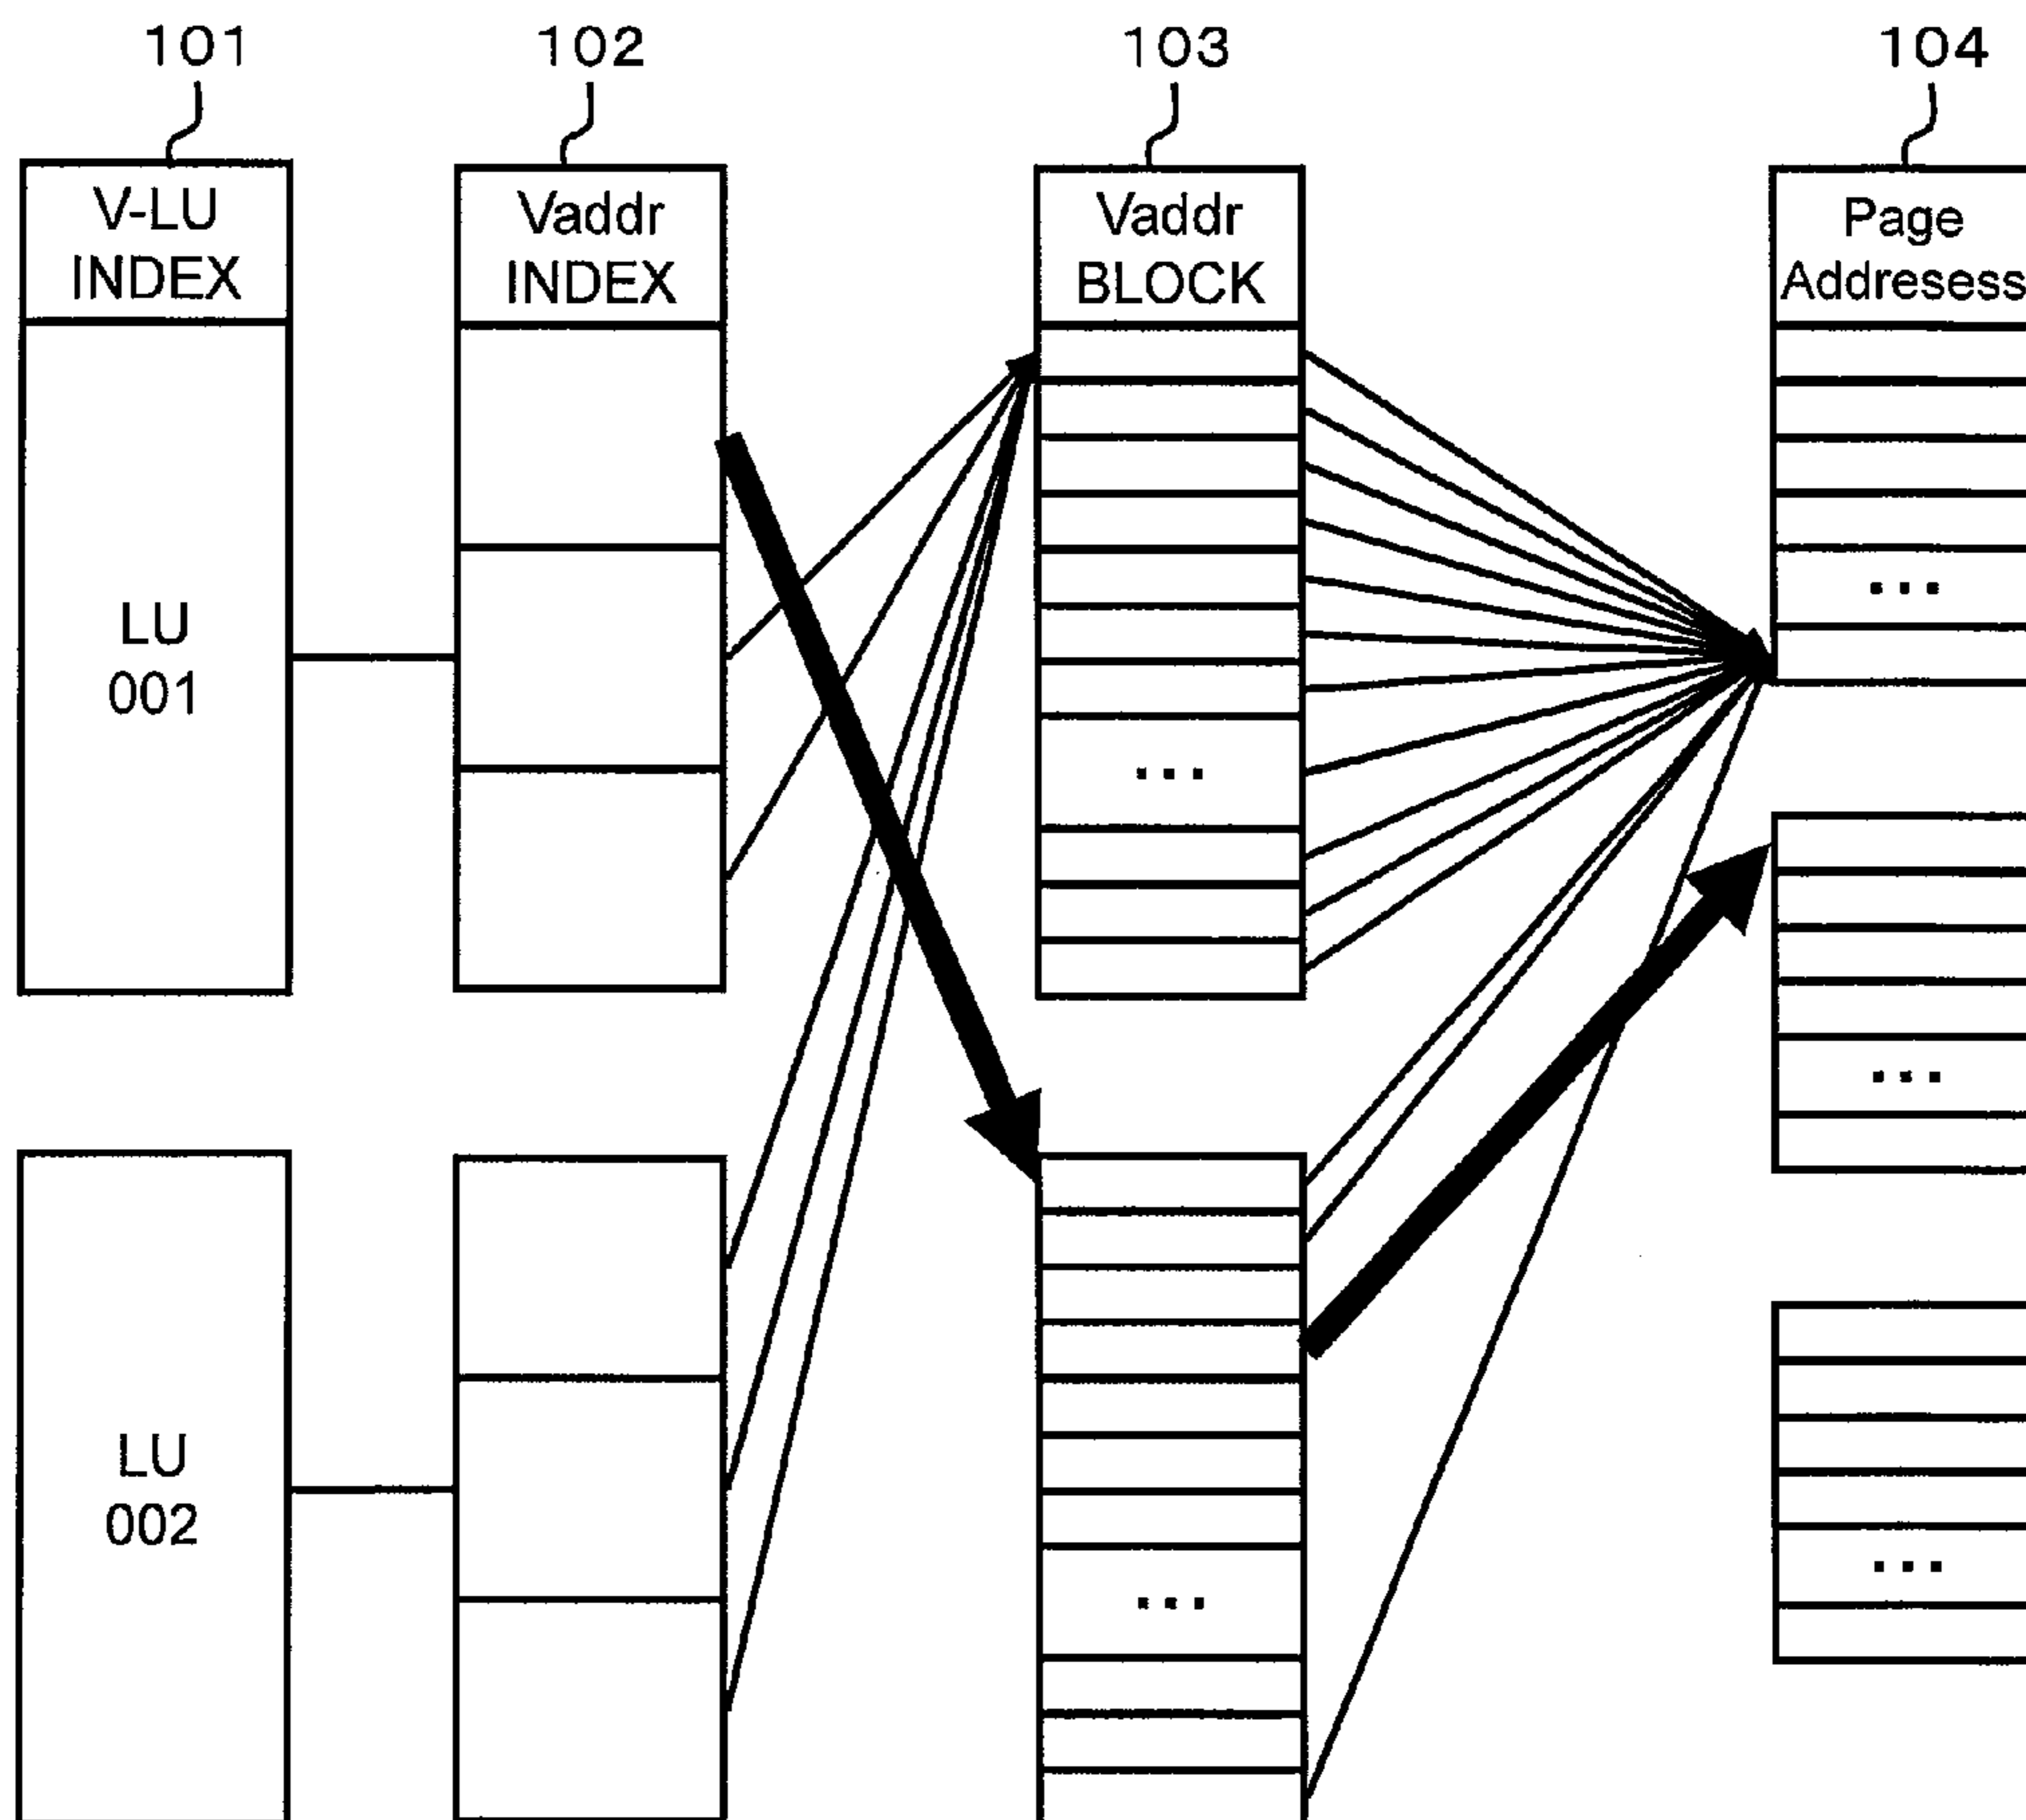 101
102
103
104
V-LU
INDEX
Vaddr
INDEX
Vaddr
BLOCK
Page
Addresess
LU
001
...
...
...
LU
002
...
...